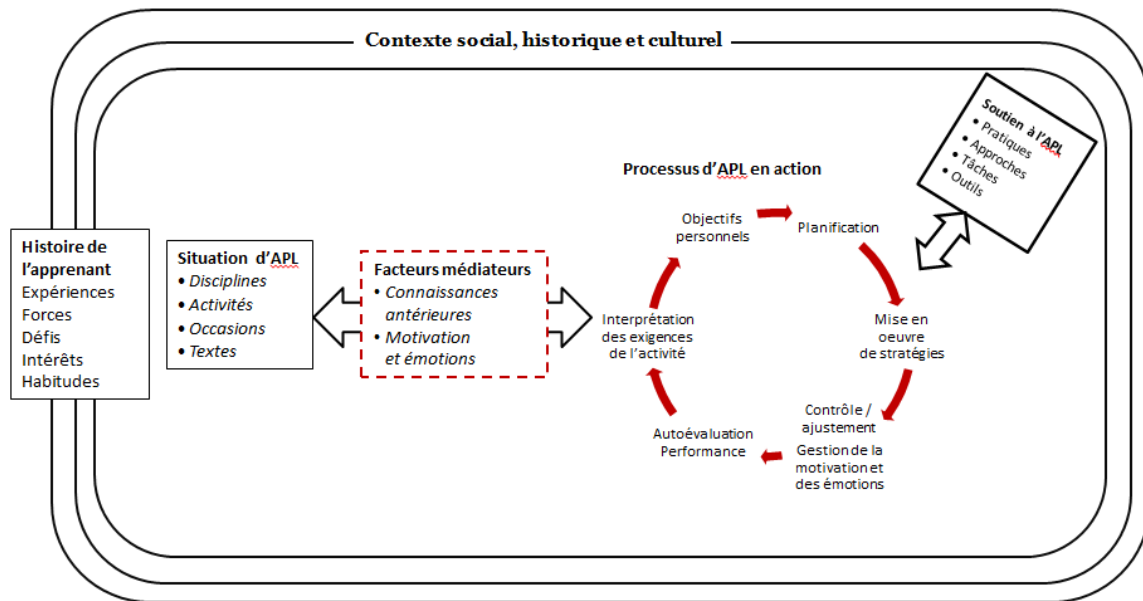 Contexte social, historique et culturel
Soutien à l'APL
• Pratiques
• Approches
• Tâches
• Outils
Histoire de
l'apprenant
Expériences
Forces
Défis
Intérêts
Habitudes
Situation d'APL
• Disciplines
• Activités
• Occasions
• Textes
Facteurs médiateurs
• Connaissances
antérieures
• Motivation
et émotions
Processus d'APL en action
Objectifs
personnels
Planification
Mise en
oeuvre
de stratégies
Contrôle /
ajustement
Gestion de la
motivation et
des émotions
Autoévaluation
Performance
Interprétation
des exigences
de l'activité